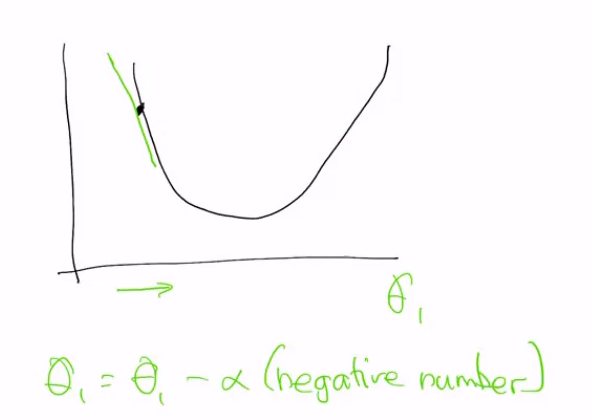 θ₁
θ₁ = θ₁ - α (negative number)